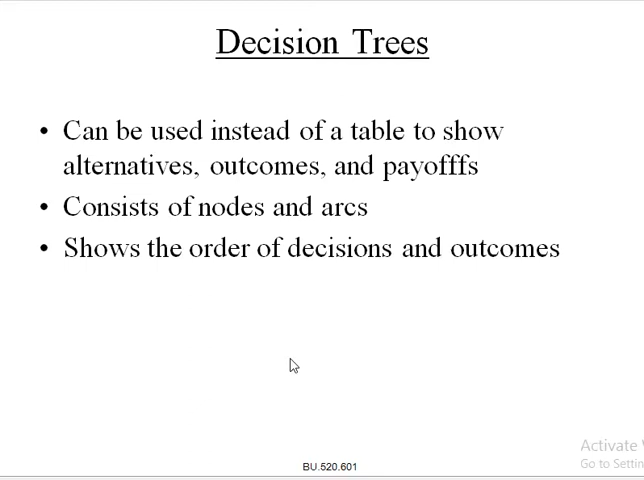 Decision Trees
• Can be used instead of a table to show
alternatives, outcomes, and payofffs
• Consists of nodes and arcs
• Shows the order of decisions and outcomes
Activate
Go to Settin
BU.520.601